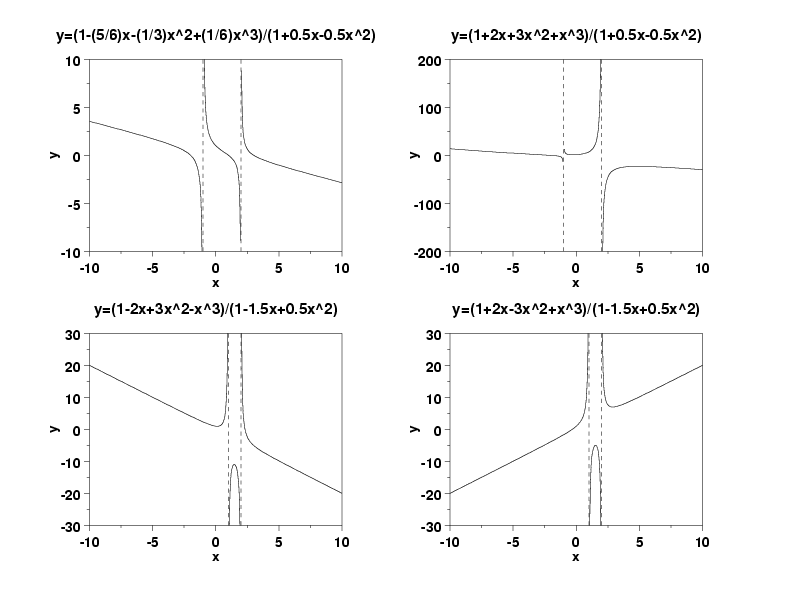 y=(1-(5/6)x-(1/3)x^2+(1/6)x^3)/(1+0.5x-0.5x^2)
10
5
0
-5
-10
y
-10 -5 0 5 10
x
y=(1+2x+3x^2+x^3)/(1+0.5x-0.5x^2)
200
100
0
-100
-200
y
-10 -5 0 5 10
x
y=(1-2x+3x^2-x^3)/(1-1.5x+0.5x^2)
30
20
10
0
-10
-20
-30
y
-10 -5 0 5 10
x
y=(1+2x-3x^2+x^3)/(1-1.5x+0.5x^2)
30
20
10
0
-10
-20
-30
y
-10 -5 0 5 10
x